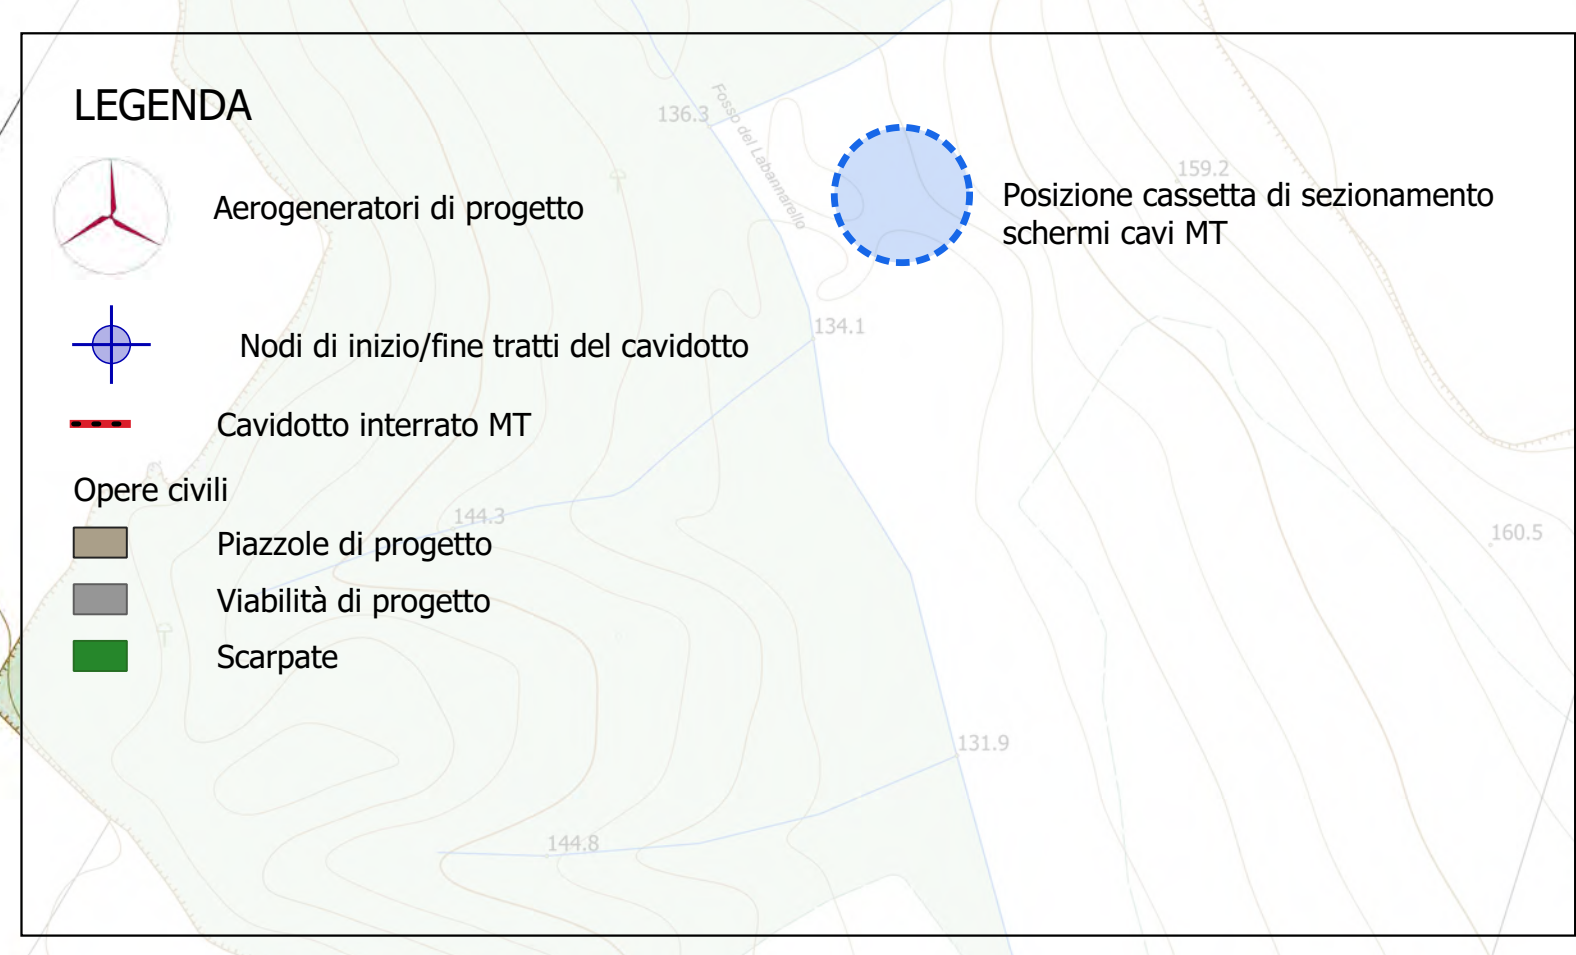 LEGENDA
136.3
Fosso del Labannarello
159.2
Aerogeneratori di progetto
Posizione cassetta di sezionamento
schermi cavi MT
134.1
Nodi di inizio/fine tratti del cavidotto
Cavidotto interrato MT
Opere civili
144.3
160.5
Piazzole di progetto
Viabilità di progetto
Scarpate
131.9
144.8